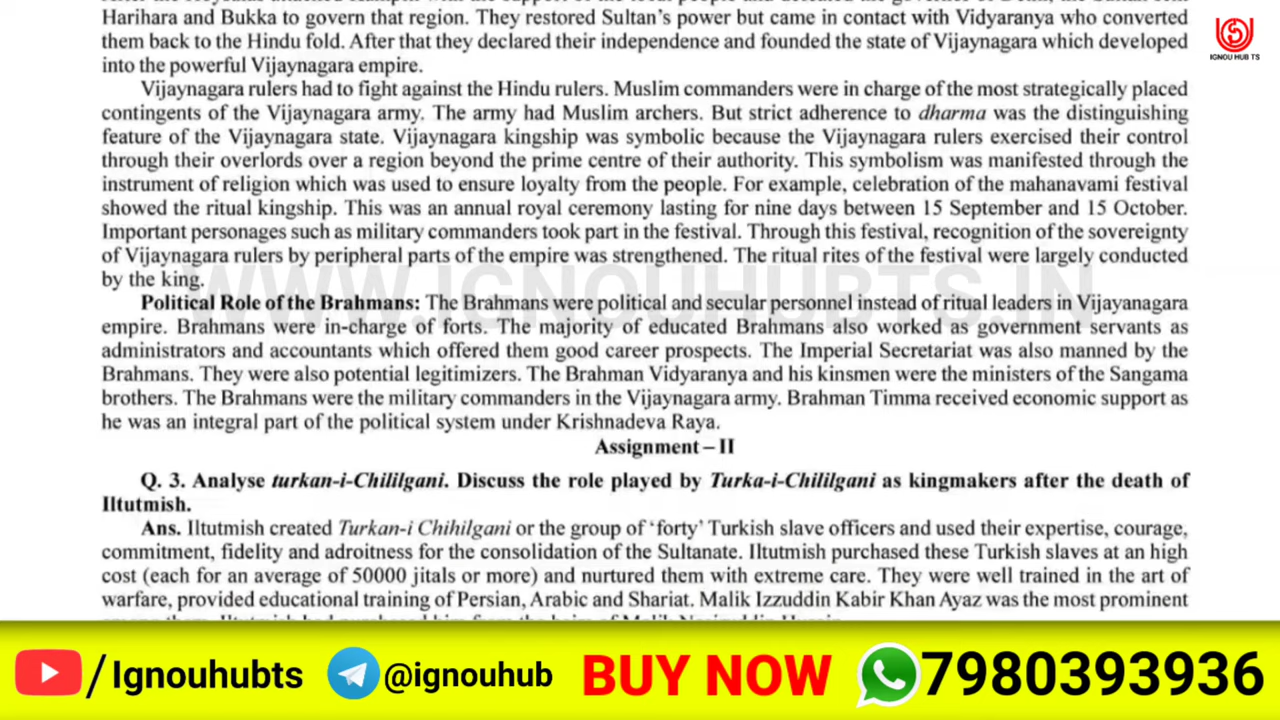 Harihara and Bukka to govern that region. They restored Sultan's power but came in contact with Vidyaranya who converted
them back to the Hindu fold. After that they declared their independence and founded the state of Vijaynagara which developed
into the powerful Vijaynagara empire.
Vijaynagara rulers had to fight against the Hindu rulers. Muslim commanders were in charge of the most strategically placed
contingents of the Vijaynagara army. The army had Muslim archers. But strict adherence to dharma was the distinguishing
feature of the Vijaynagara state. Vijaynagara kingship was symbolic because the Vijaynagara rulers exercised their control
through their overlords over a region beyond the prime centre of their authority. This symbolism was manifested through the
instrument of religion which was used to ensure loyalty from the people. For example, celebration of the mahanavami festival
showed the ritual kingship. This was an annual royal ceremony lasting for nine days between 15 September and 15 October.
Important personages such as military commanders took part in the festival. Through this festival, recognition of the sovereignty
of Vijaynagara rulers by peripheral parts of the empire was strengthened. The ritual rites of the festival were largely conducted
by the king.
Political Role of the Brahmans: The Brahmans were political and secular personnel instead of ritual leaders in Vijayanagara
empire. Brahmans were in-charge of forts. The majority of educated Brahmans also worked as government servants as
administrators and accountants which offered them good career prospects. The Imperial Secretariat was also manned by the
Brahmans. They were also potential legitimizers. The Brahman Vidyaranya and his kinsmen were the ministers of the Sangama
brothers. The Brahmans were the military commanders in the Vijaynagara army. Brahman Timma received economic support as
he was an integral part of the political system under Krishnadeva Raya.
Assignment – II
Q. 3. Analyse turkan-i-Chililgani. Discuss the role played by Turka-i-Chililgani as kingmakers after the death of
Iltutmish.
Ans. Iltutmish created Turkan-i Chihilgani or the group of 'forty' Turkish slave officers and used their expertise, courage,
commitment, fidelity and adroitness for the consolidation of the Sultanate. Iltutmish purchased these Turkish slaves at an high
cost (each for an average of 50000 jitals or more) and nurtured them with extreme care. They were well trained in the art of
warfare, provided educational training of Persian, Arabic and Shariat. Malik Izzuddin Kabir Khan Ayaz was the most prominent
WWW.IGNOUHUBTS.IN
IGNOU HUB TS
/Ignouhubts
@ignouhub
BUY NOW
7980393936